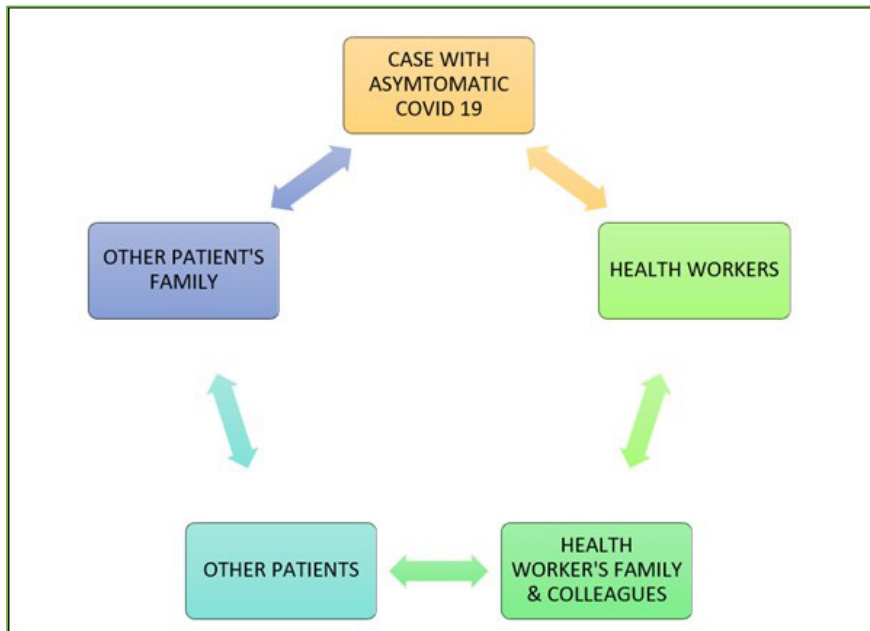 CASE WITH
ASYMTOMATIC
COVID 19
OTHER PATIENT'S
FAMILY
HEALTH WORKERS
OTHER PATIENTS
HEALTH
WORKER'S FAMILY
& COLLEAGUES